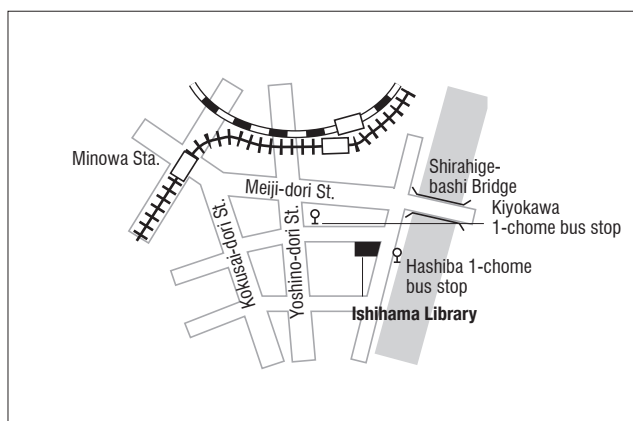 Minowa Sta.
Meiji-dori St.
Shirahige-
bashi Bridge
Kiyokawa
1-chome bus stop
Kokusai-dori St.
Yoshino-dori St.
Hashiba 1-chome
bus stop
Ishihama Library